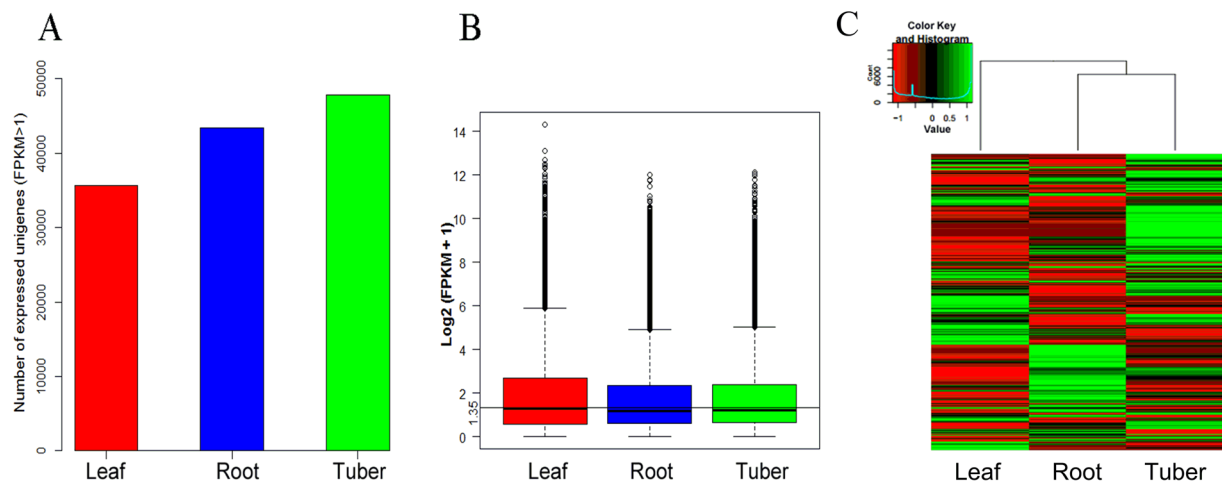 A
Number of expressed unigenes (FPKM>1)
50000
40000
30000
20000
10000
0
Leaf Root Tuber
B
Log2 (FPKM + 1)
14
12
10
8
6
4
2
1.35
0
Leaf Root Tuber
C
Color Key
and Histogram
Count
6000
0
−1 0 0.5 1
Value
Leaf Root Tuber